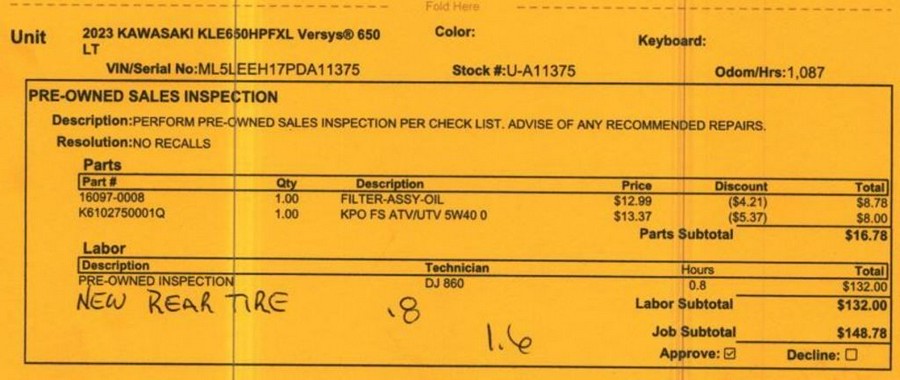 Fold Here
Unit 2023 KAWASAKI KLE650HPFXL Versys® 650 LT Color: Keyboard:
VIN/Serial No:ML5LEEH17PDA11375 Stock #:U-A11375 Odom/Hrs:1,087
PRE-OWNED SALES INSPECTION
Description:PERFORM PRE-OWNED SALES INSPECTION PER CHECK LIST. ADVISE OF ANY RECOMMENDED REPAIRS.
Resolution:NO RECALLS
Parts
Part # Qty Description Price Discount Total
16097-0008 1.00 FILTER-ASSY-OIL $12.99 ($4.21) $8.78
K6102750001Q 1.00 KPO FS ATV/UTV 5W40 0 $13.37 ($5.37) $8.00
Parts Subtotal $16.78
Labor
Description Technician Hours Total
PRE-OWNED INSPECTION DJ 860 0.8 $132.00
NEW REAR TIRE .8 Labor Subtotal $132.00
1.6 Job Subtotal $148.78
Approve: ☑ Decline: ☐